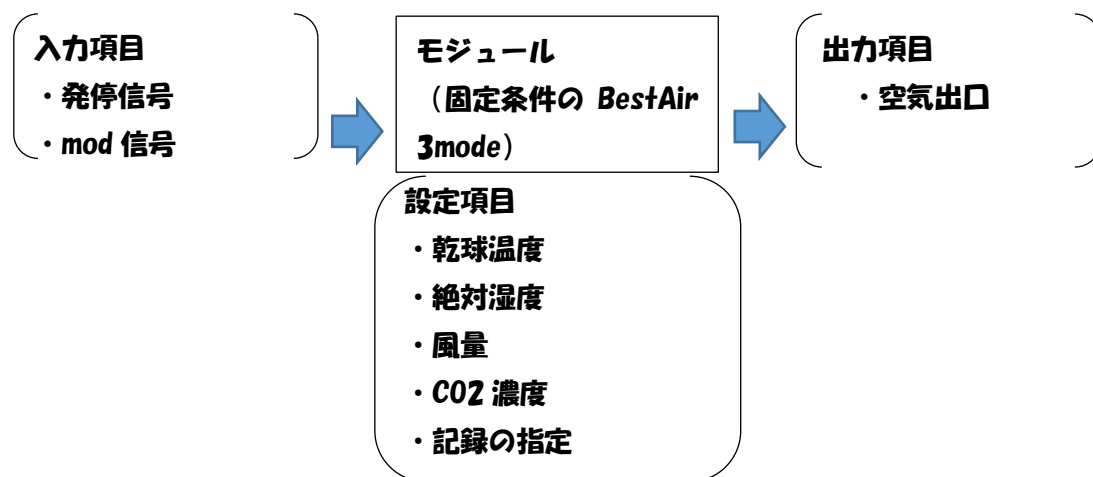 入力項目
・発停信号
・mod 信号
モジュール
（固定条件の BestAir
3mode）
設定項目
・乾球温度
・絶対湿度
・風量
・CO2 濃度
・記録の指定
出力項目
・空気出口